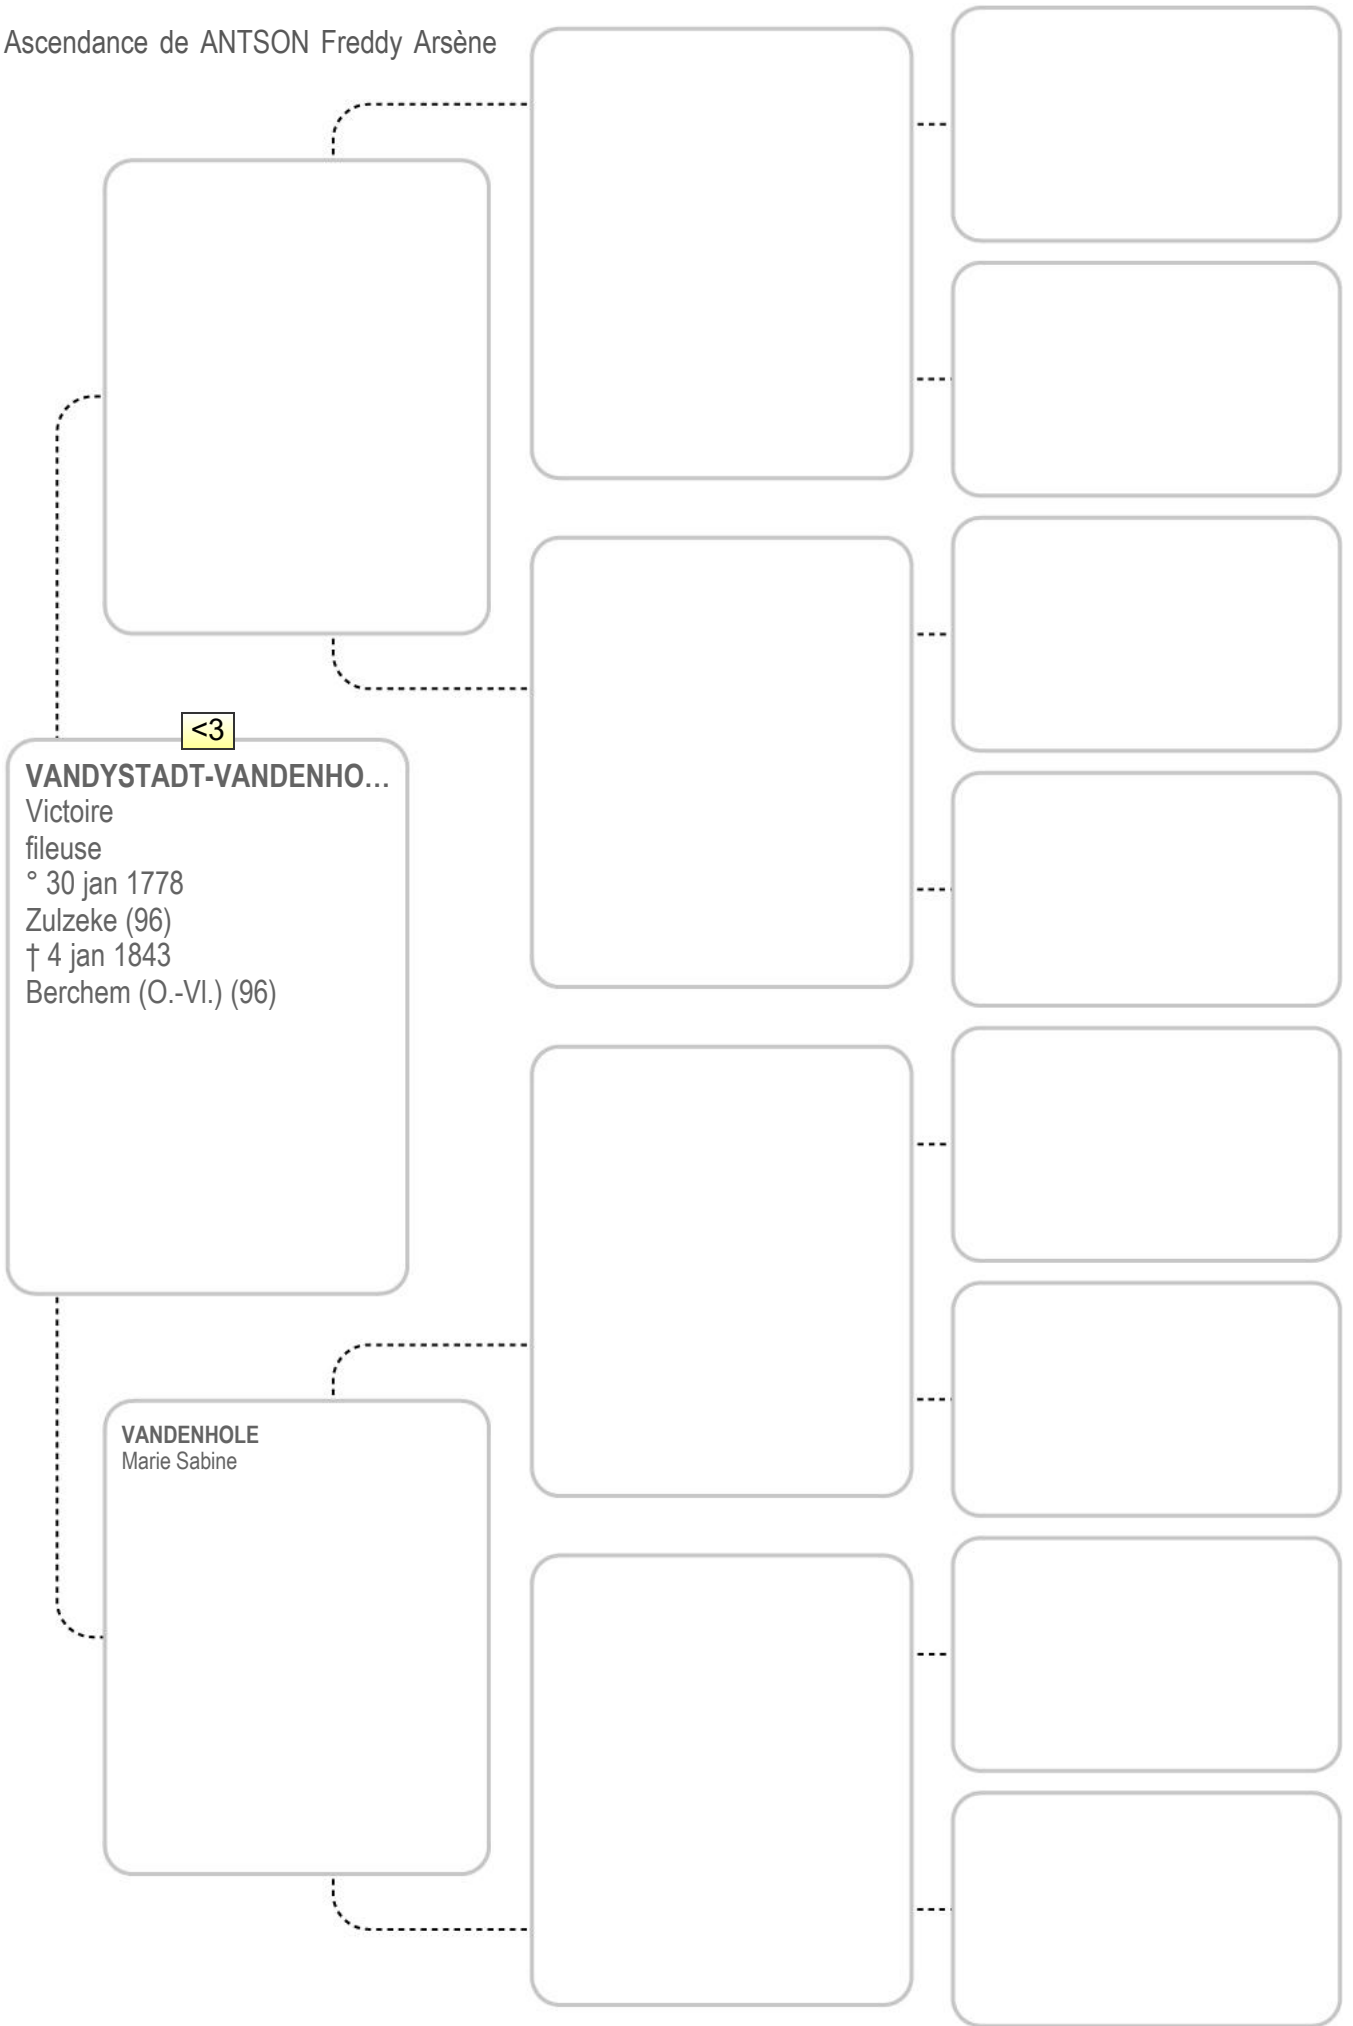 Ascendance de ANTSON Freddy Arsène
<3
VANDYSTADT-VANDENHO...
Victoire
fileuse
° 30 jan 1778
Zulzeke (96)
† 4 jan 1843
Berchem (O.-Vl.) (96)
VANDENHOLE
Marie Sabine